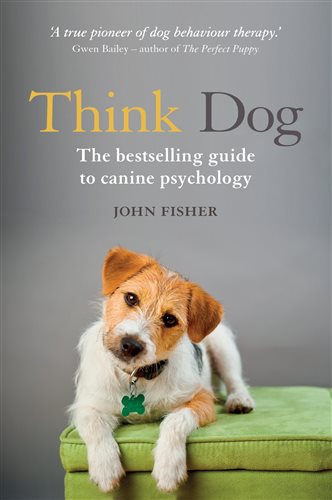 ‘A true pioneer of dog behaviour therapy.’
Gwen Bailey – author of The Perfect Puppy
Think Dog
The bestselling guide
to canine psychology
JOHN FISHER